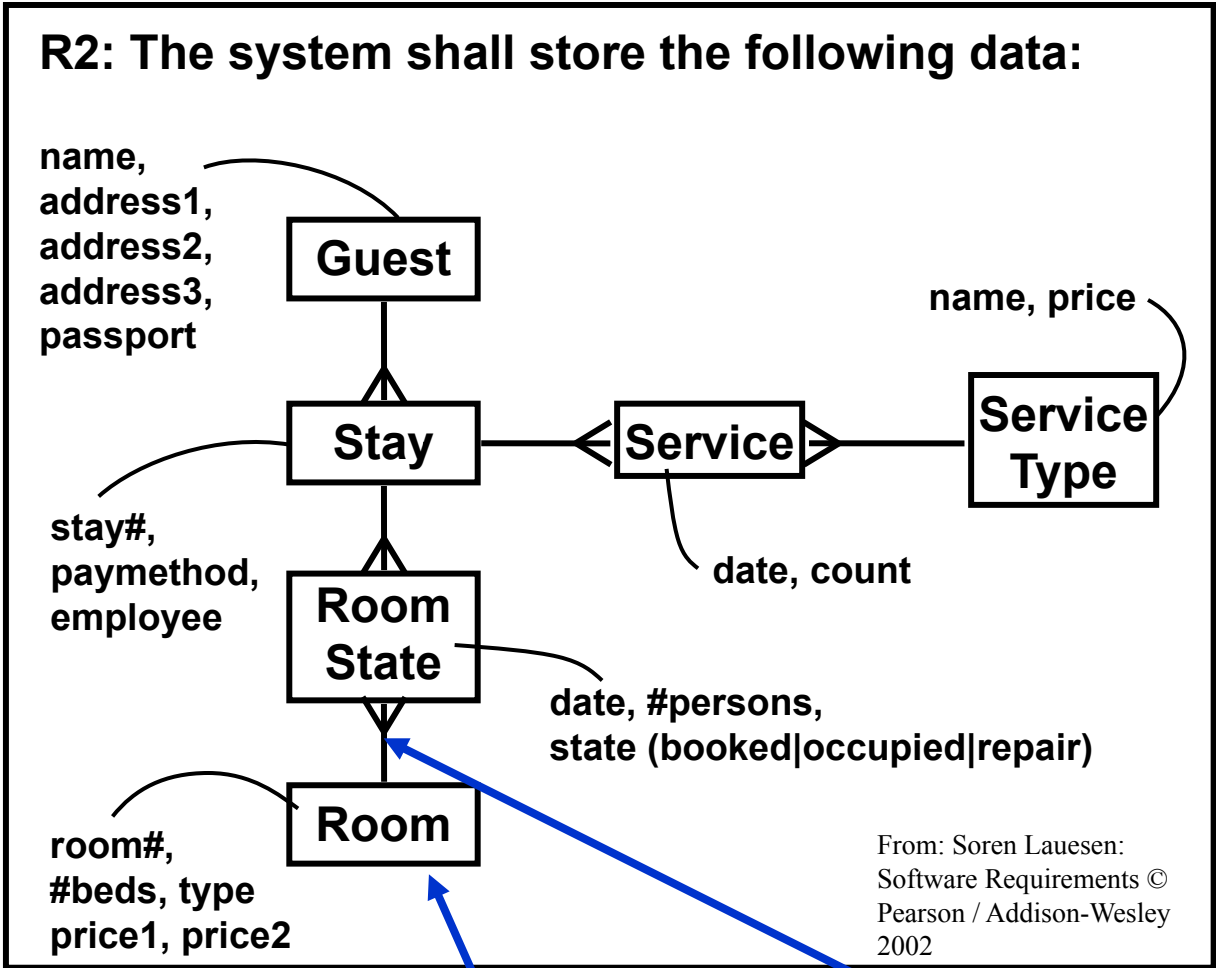 R2: The system shall store the following data:
name,
address1,
address2,
address3,
passport
Guest
name, price
Stay
Service
Service
Type
stay#,
paymethod,
employee
date, count
Room
State
date, #persons,
state (booked|occupied|repair)
Room
room#,
#beds, type
price1, price2
From: Soren Lauesen:
Software Requirements ©
Pearson / Addison-Wesley
2002